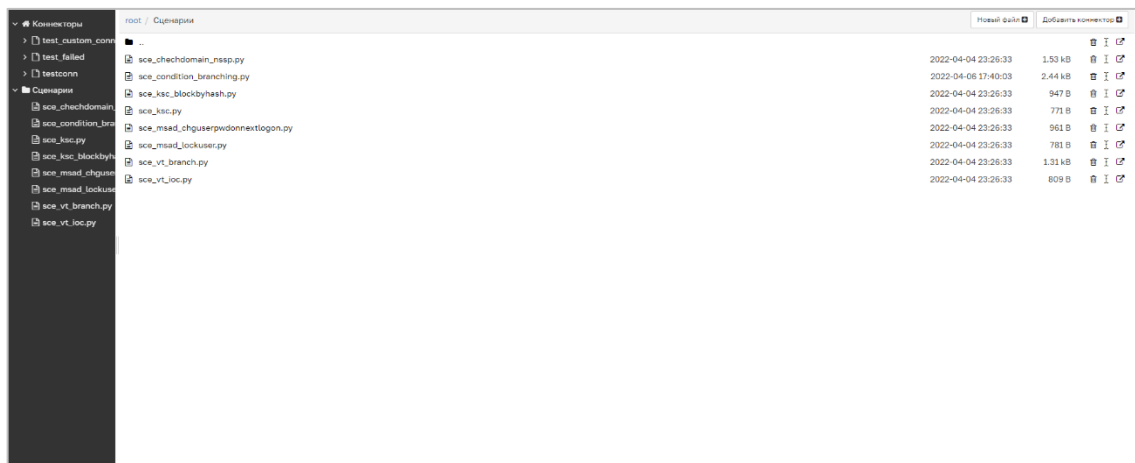 Коннекторы
test_custom_conn
test_failed
testconn
Сценарии
sce_chechdomain_
sce_condition_bra
sce_ksc.py
sce_ksc_blockbyh
sce_msad_chguse
sce_msad_lockuse
sce_vt_branch.py
sce_vt_ioc.py
root / Сценарии
Новый файл
Добавить коннектор
..
sce_chechdomain_nssp.py 2022-04-04 23:26:33 1.53 kB
sce_condition_branching.py 2022-04-06 17:40:03 2.44 kB
sce_ksc_blockbyhash.py 2022-04-04 23:26:33 947 B
sce_ksc.py 2022-04-04 23:26:33 771 B
sce_msad_chguserpwdonnextlogon.py 2022-04-04 23:26:33 961 B
sce_msad_lockuser.py 2022-04-04 23:26:33 781 B
sce_vt_branch.py 2022-04-04 23:26:33 1.31 kB
sce_vt_ioc.py 2022-04-04 23:26:33 809 B